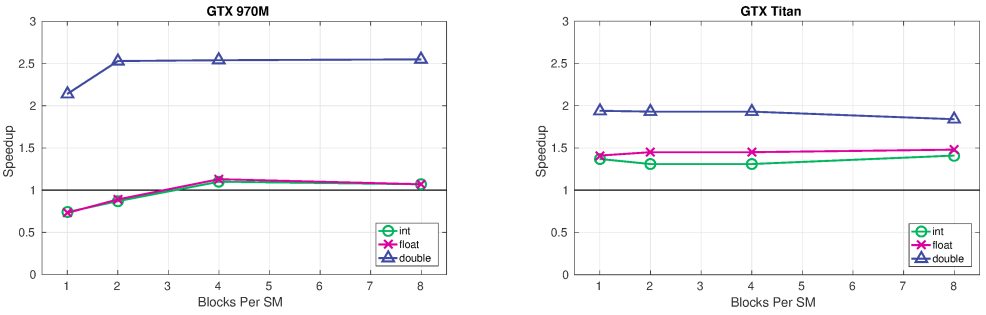 GTX 970M
3
2.5
2
1.5
1
0.5
0
Speedup
1 2 3 4 5 6 7 8
Blocks Per SM
int
float
double
GTX Titan
3
2.5
2
1.5
1
0.5
0
Speedup
1 2 3 4 5 6 7 8
Blocks Per SM
int
float
double